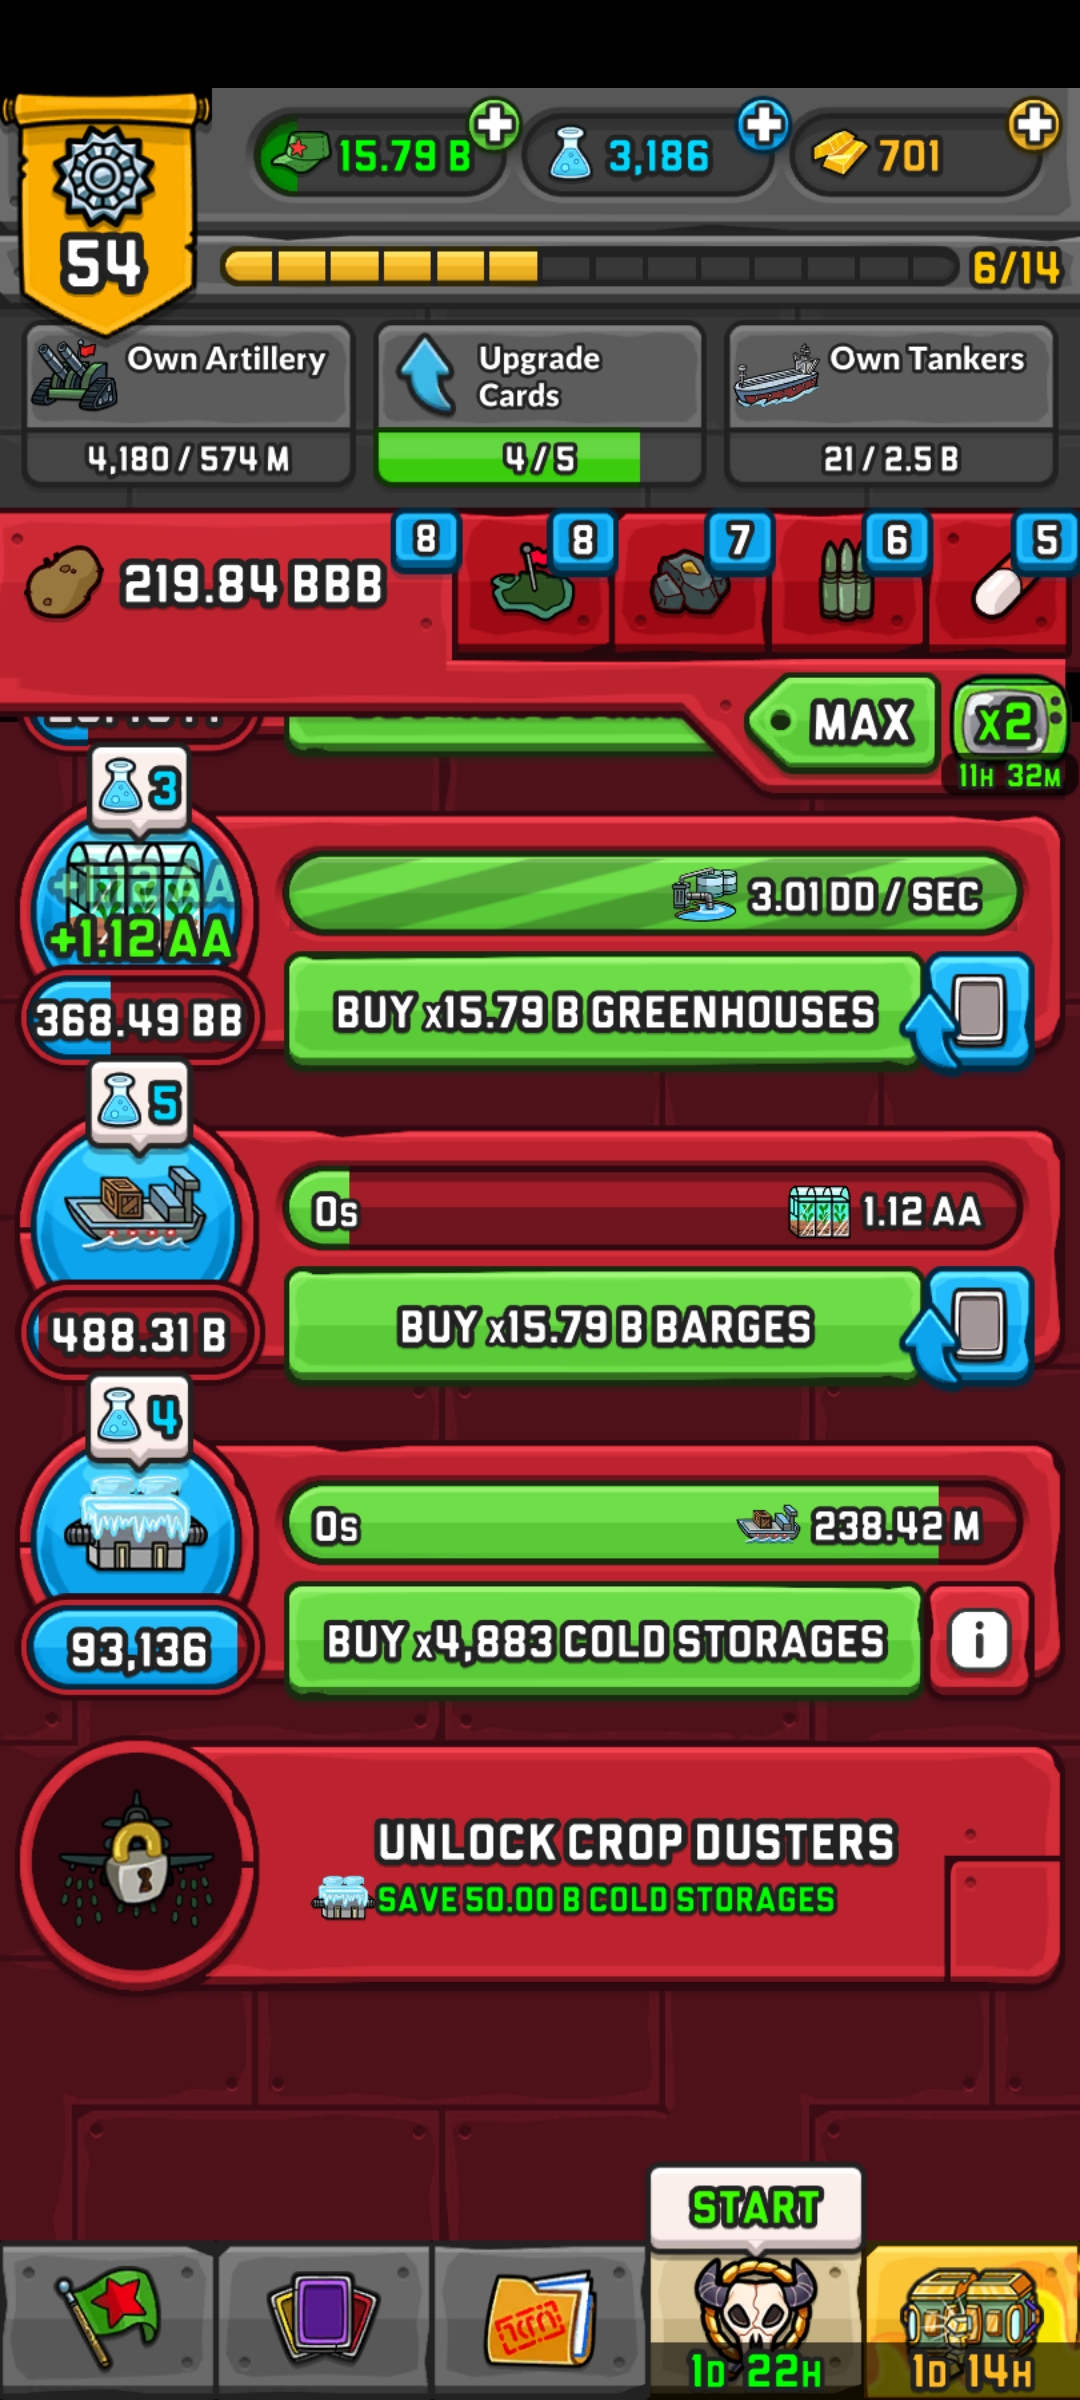 54
15.79 B
3,186
701
6/14
Own Artillery
4,180 / 574 M
Upgrade
Cards
4 / 5
Own Tankers
21 / 2.5 B
219.84 BBB
8
8
7
6
5
MAX
x2
11H 32M
3
+1.12 AA
+1.12 AA
368.49 BB
3.01 DD / SEC
BUY x15.79 B GREENHOUSES
5
488.31 B
0s
1.12 AA
BUY x15.79 B BARGES
4
93,136
0s
238.42 M
BUY x4,883 COLD STORAGES
i
UNLOCK CROP DUSTERS
SAVE 50.00 B COLD STORAGES
START
1D 22H
1D 14H